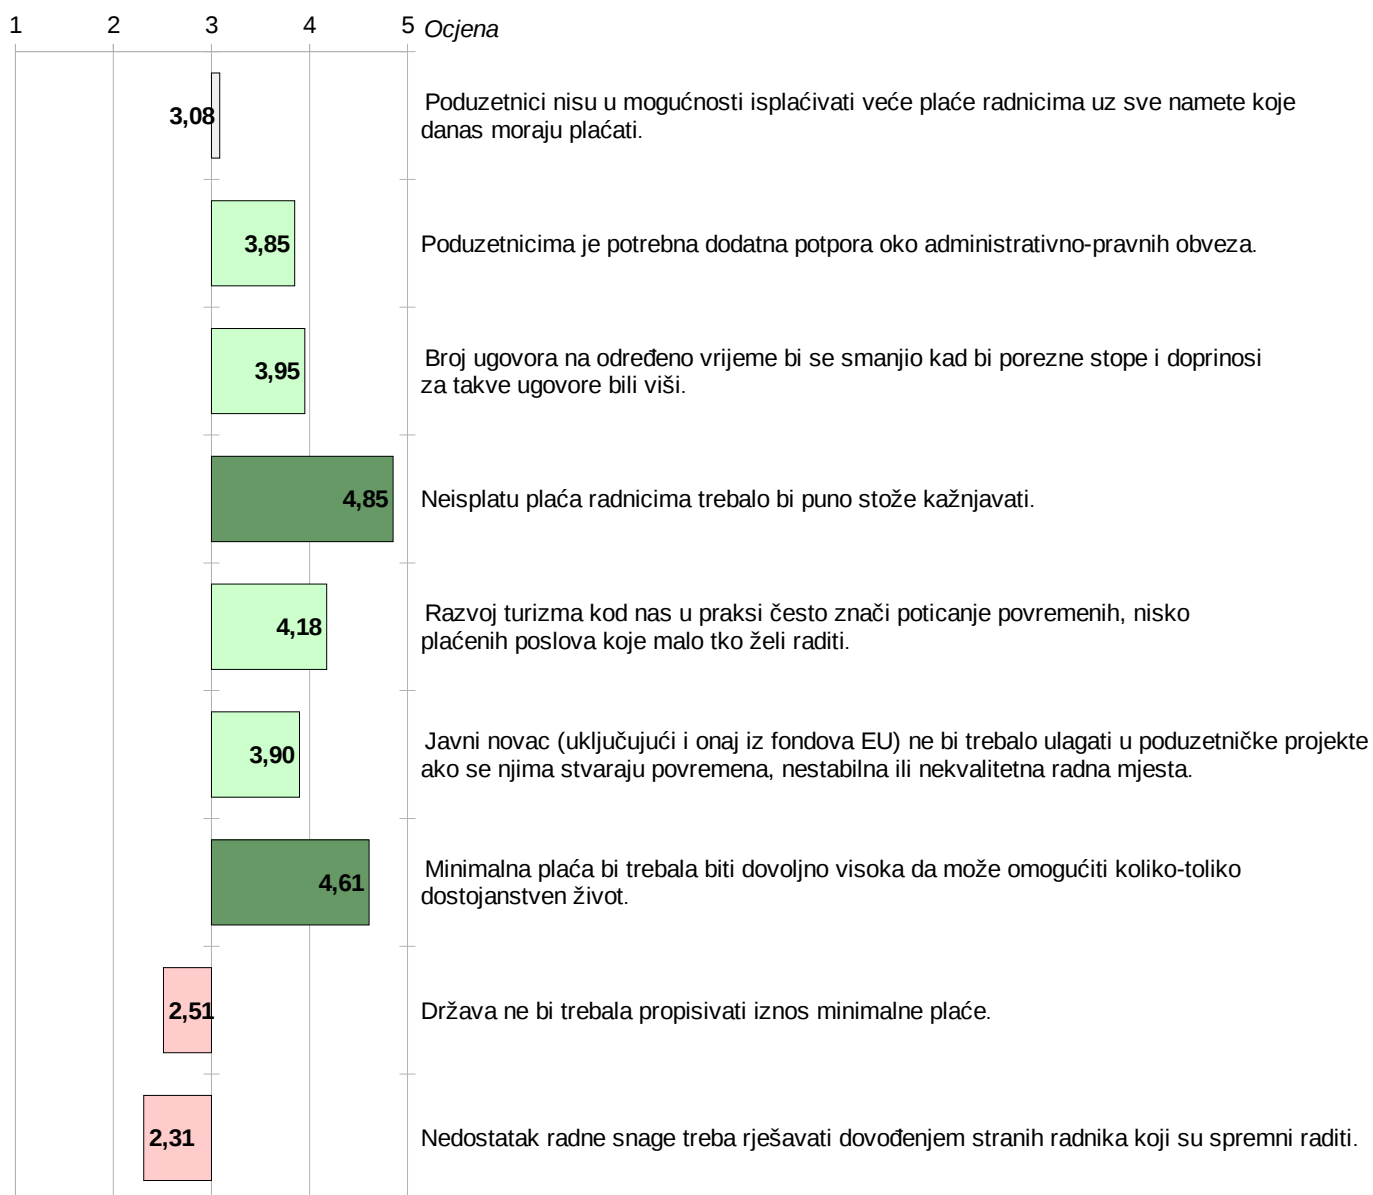 1 2 3 4 5 Ocjena
3,08
Poduzetnici nisu u mogućnosti isplaćivati veće plaće radnicima uz sve namete koje
danas moraju plaćati.
3,85
Poduzetnicima je potrebna dodatna potpora oko administrativno-pravnih obveza.
3,95
Broj ugovora na određeno vrijeme bi se smanjio kad bi porezne stope i doprinosi
za takve ugovore bili viši.
4,85
Neisplatu plaća radnicima trebalo bi puno stože kažnjavati.
4,18
Razvoj turizma kod nas u praksi često znači poticanje povremenih, nisko
plaćenih poslova koje malo tko želi raditi.
3,90
Javni novac (uključujući i onaj iz fondova EU) ne bi trebalo ulagati u poduzetničke projekte
ako se njima stvaraju povremena, nestabilna ili nekvalitetna radna mjesta.
4,61
Minimalna plaća bi trebala biti dovoljno visoka da može omogućiti koliko-toliko
dostojanstven život.
2,51
Država ne bi trebala propisivati iznos minimalne plaće.
2,31
Nedostatak radne snage treba rješavati dovođenjem stranih radnika koji su spremni raditi.